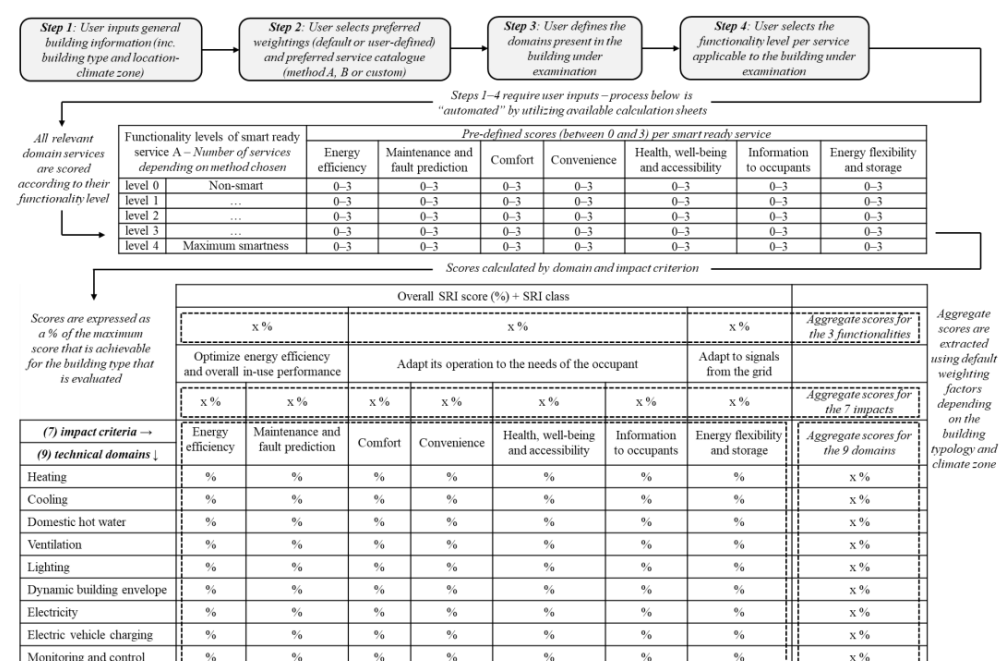 Step 1: User inputs general
building information (inc.
building type and location-
climate zone)
Step 2: User selects preferred
weightings (default or user-defined)
and preferred service catalogue
(method A, B or custom)
Step 3: User defines the
domains present in the
building under
examination
Step 4: User selects the
functionality level per service
applicable to the building under
examination
Steps 1–4 require user inputs – process below is
“automated” by utilizing available calculation sheets
All relevant
domain services
are scored
according to their
functionality level
Functionality levels of smart ready
service A – Number of services
depending on method chosen
Pre-defined scores (between 0 and 3) per smart ready service
Energy
efficiency
Maintenance and
fault prediction
Comfort
Convenience
Health, well-being
and accessibility
Information
to occupants
Energy flexibility
and storage
level 0 Non-smart 0–3 0–3 0–3 0–3 0–3 0–3 0–3
level 1 … 0–3 0–3 0–3 0–3 0–3 0–3 0–3
level 2 … 0–3 0–3 0–3 0–3 0–3 0–3 0–3
level 3 … 0–3 0–3 0–3 0–3 0–3 0–3 0–3
level 4 Maximum smartness 0–3 0–3 0–3 0–3 0–3 0–3 0–3
Scores calculated by domain and impact criterion
Scores are expressed as
a % of the maximum
score that is achievable
for the building type that
is evaluated
Overall SRI score (%) + SRI class
x % x % x %
Aggregate scores for
the 3 functionalities
Optimize energy efficiency
and overall in-use performance
Adapt its operation to the needs of the occupant
Adapt to signals
from the grid
x % x % x % x % x % x % x %
Aggregate scores for
the 7 impacts
Aggregate
scores are
extracted
using default
weighting
factors
depending
on the
building
typology and
climate zone
(7) impact criteria →
(9) technical domains ↓
Energy
efficiency
Maintenance and
fault prediction
Comfort
Convenience
Health, well-being
and accessibility
Information
to occupants
Energy flexibility
and storage
Aggregate scores for
the 9 domains
Heating % % % % % % % x %
Cooling % % % % % % % x %
Domestic hot water % % % % % % % x %
Ventilation % % % % % % % x %
Lighting % % % % % % % x %
Dynamic building envelope % % % % % % % x %
Electricity % % % % % % % x %
Electric vehicle charging % % % % % % % x %
Monitoring and control % % % % % % % x %